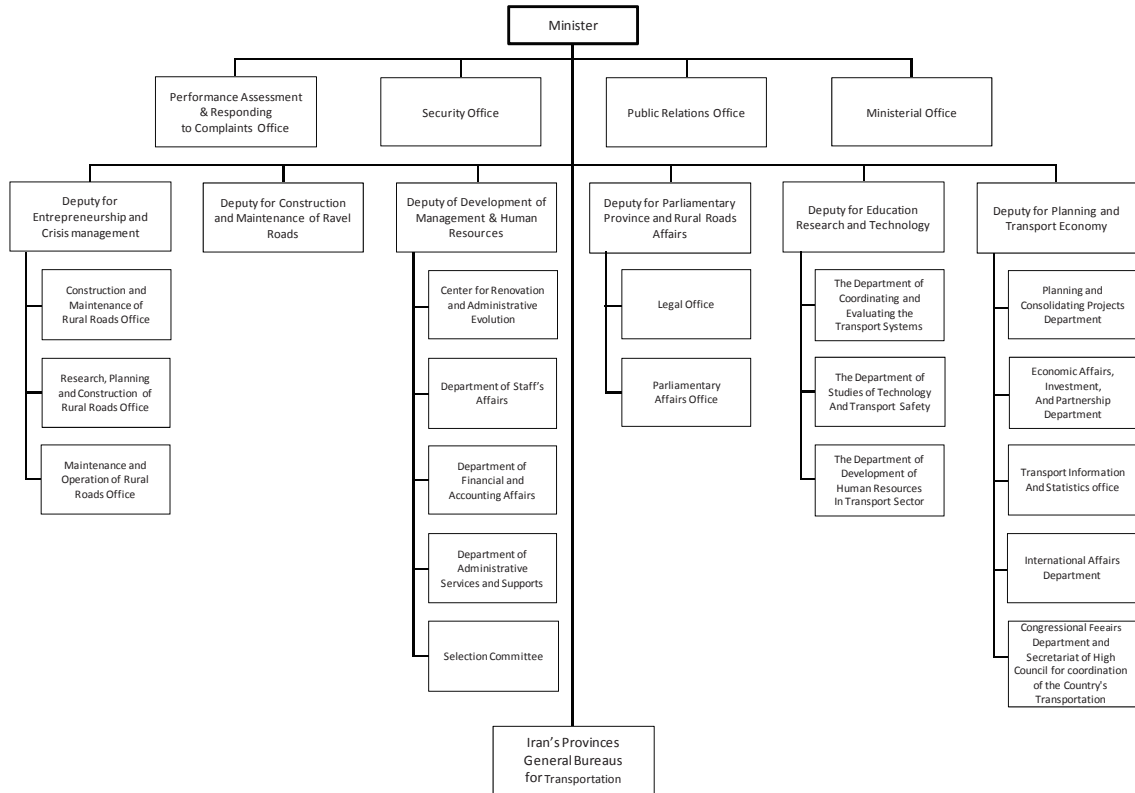 Minister
Performance Assessment
& Responding
to Complaints Office
Security Office
Public Relations Office
Ministerial Office
Deputy for
Entrepreneurship and
Crisis management
Deputy for Construction
and Maintenance of Ravel
Roads
Deputy of Development of
Management & Human
Resources
Deputy for Parliamentary
Province and Rural Roads
Affairs
Deputy for Education
Research and Technology
Deputy for Planning and
Transport Economy
Construction and
Maintenance of
Rural Roads Office
Research, Planning
and Construction of
Rural Roads Office
Maintenance and
Operation of Rural
Roads Office
Center for Renovation
and Administrative
Evolution
Department of Staff's
Affairs
Department of
Financial and
Accounting Affairs
Department of
Administrative
Services and Supports
Selection Committee
Legal Office
Parliamentary
Affairs Office
The Department of
Coordinating and
Evaluating the
Transport Systems
The Department of
Studies of Technology
And Transport Safety
The Department of
Development of
Human Resources
In Transport Sector
Planning and
Consolidating Projects
Department
Economic Affairs,
Investment,
And Partnership
Department
Transport Information
And Statistics office
International Affairs
Department
Congressional Feeairs
Department and
Secretariat of High
Council for coordination
of the Country's
Transportation
Iran's Provinces
General Bureaus
for Transportation